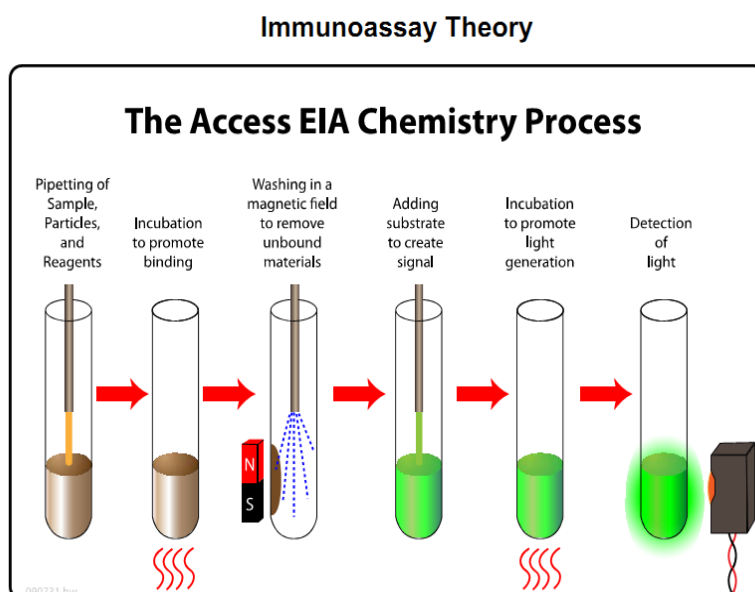 Immunoassay Theory
The Access EIA Chemistry Process
Pipetting of
Sample,
Particles,
and
Reagents
Incubation
to promote
binding
Washing in a
magnetic field
to remove
unbound
materials
Adding
substrate
to create
signal
Incubation
to promote
light
generation
Detection
of
light
N
S